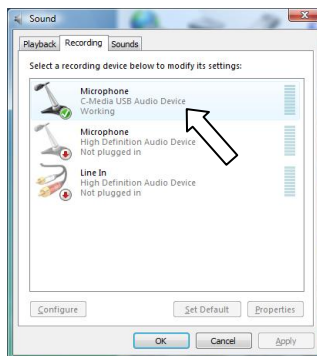 Sound
Playback Recording Sounds
Select a recording device below to modify its settings:
Microphone
C-Media USB Audio Device
Working
Microphone
High Definition Audio Device
Not plugged in
Line In
High Definition Audio Device
Not plugged in
Configure Set Default Properties
OK Cancel Apply